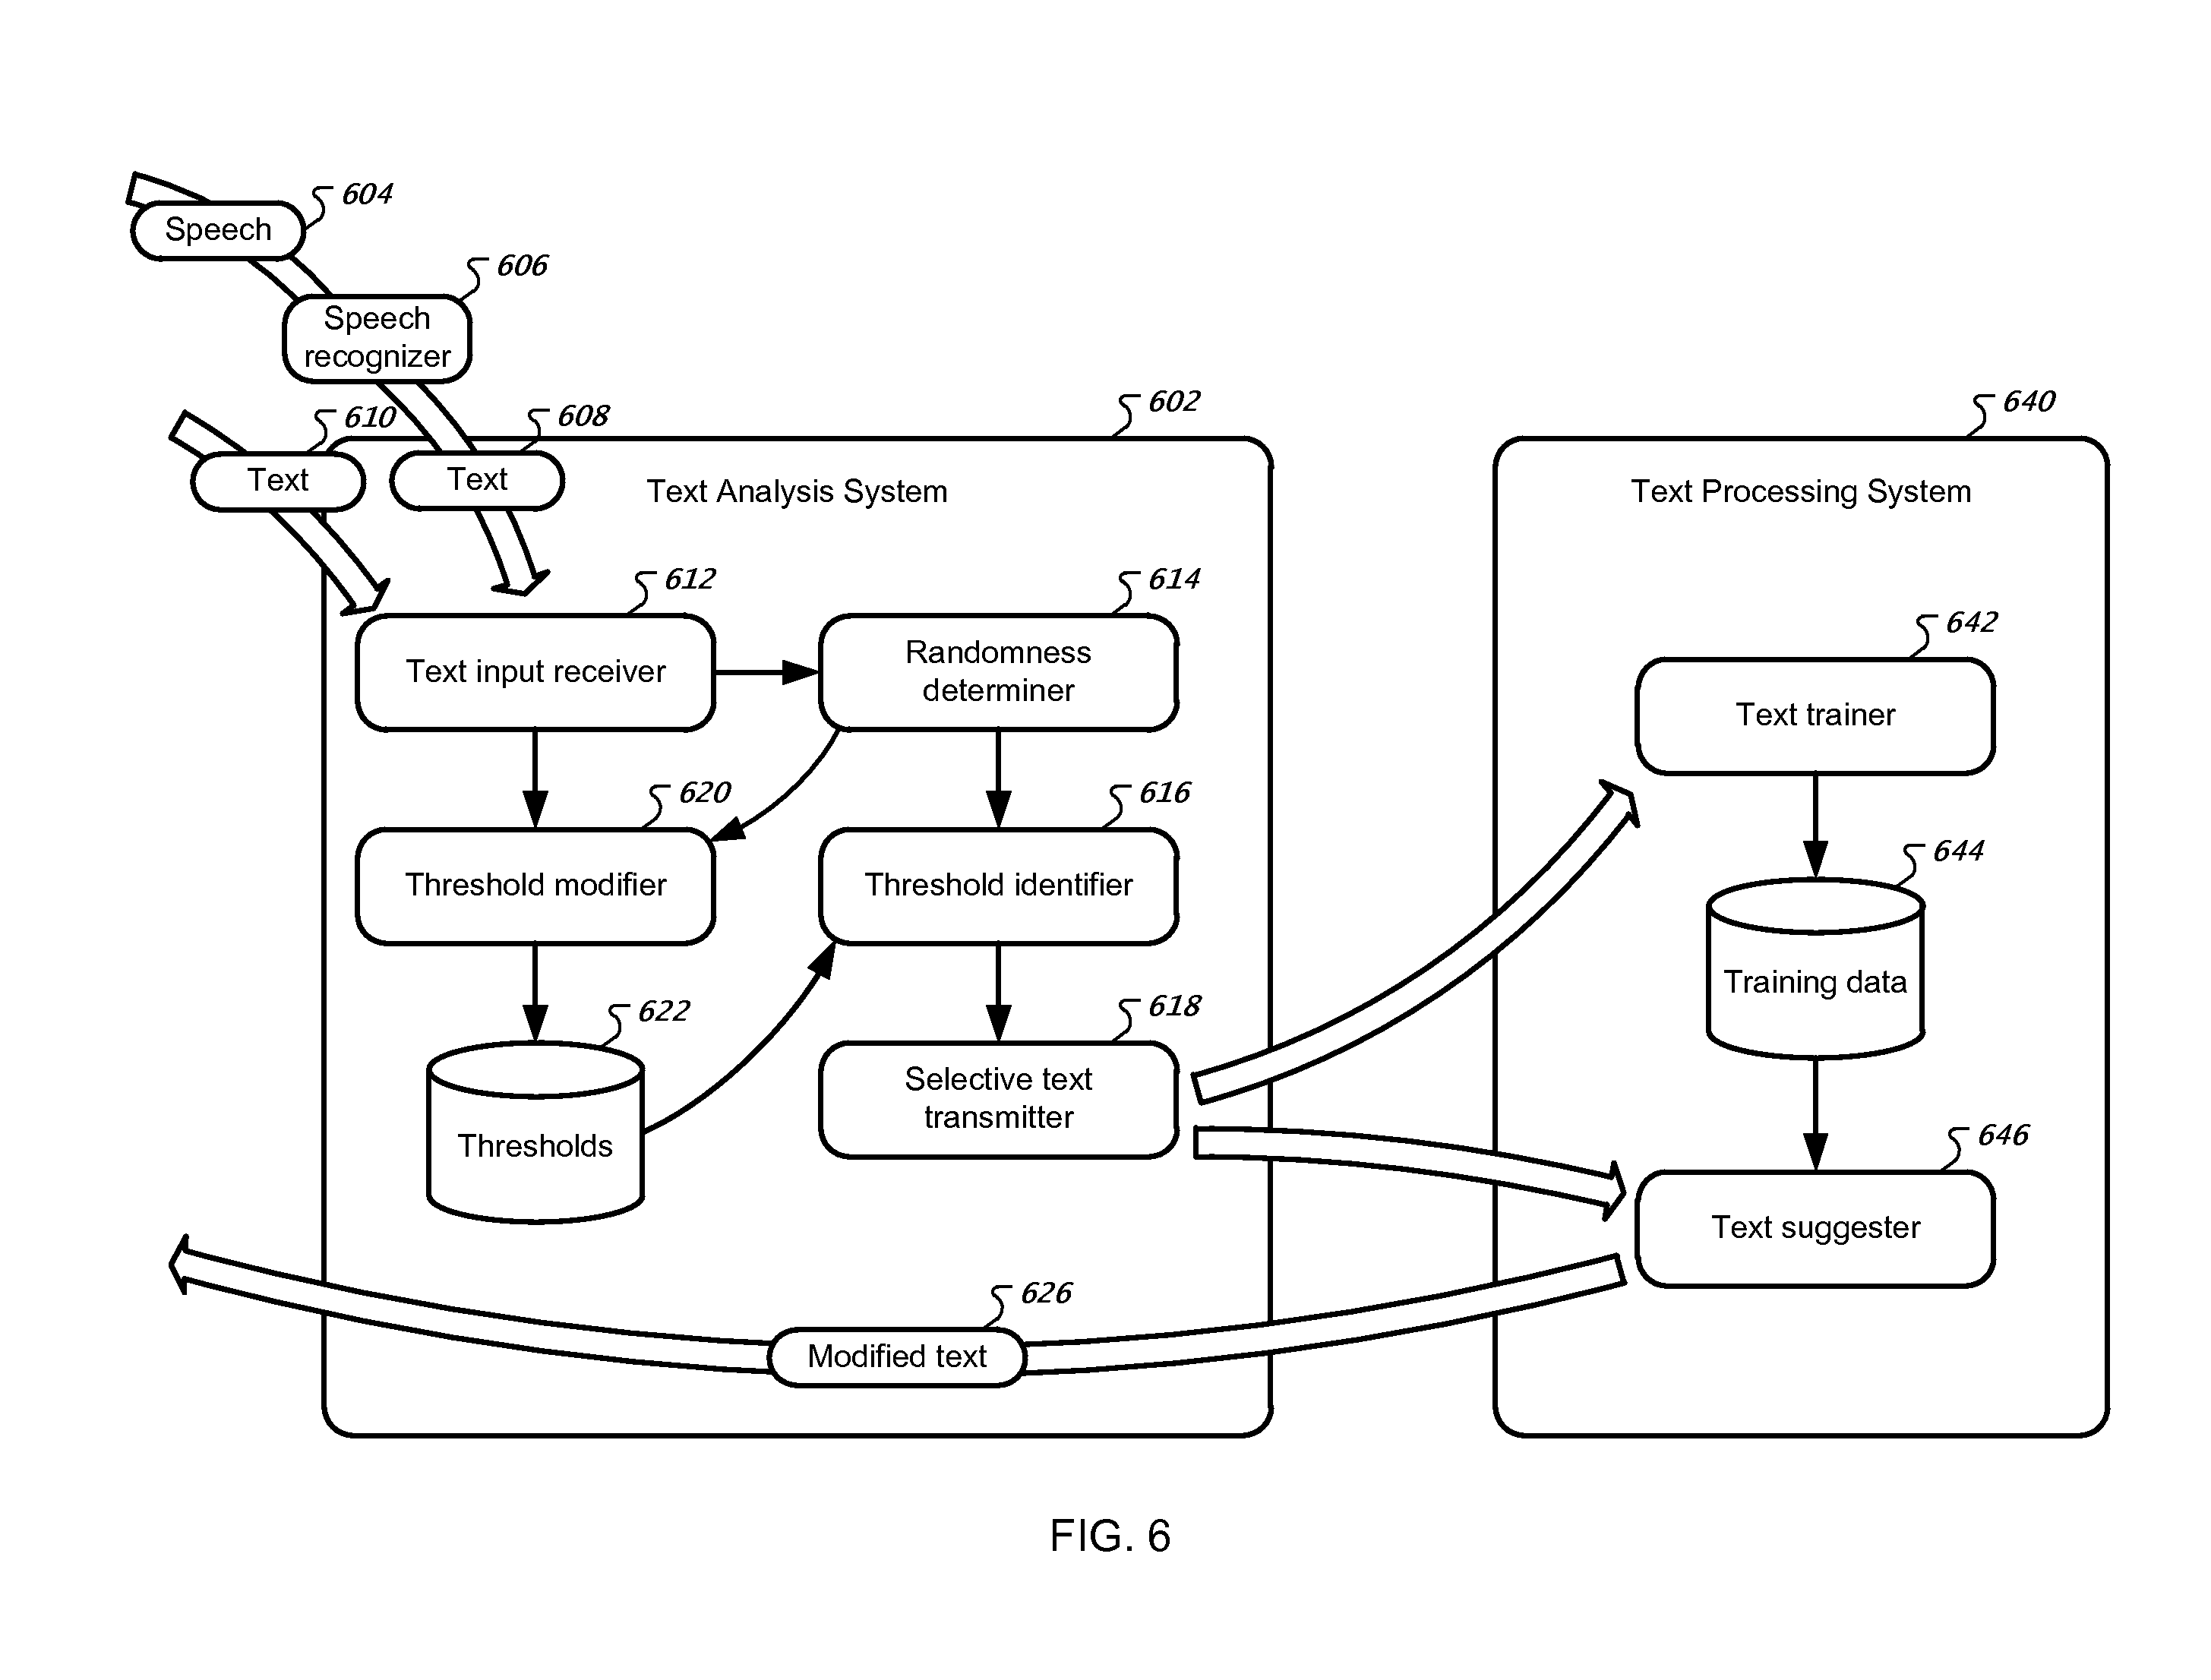 604
Speech
606
Speech
recognizer
610
608
602
640
Text
Text
Text Analysis System
Text Processing System
612
614
642
Text input receiver
Randomness
determiner
Text trainer
620
616
644
Threshold modifier
Threshold identifier
Training data
622
618
Thresholds
Selective text
transmitter
646
Text suggester
626
Modified text
FIG. 6